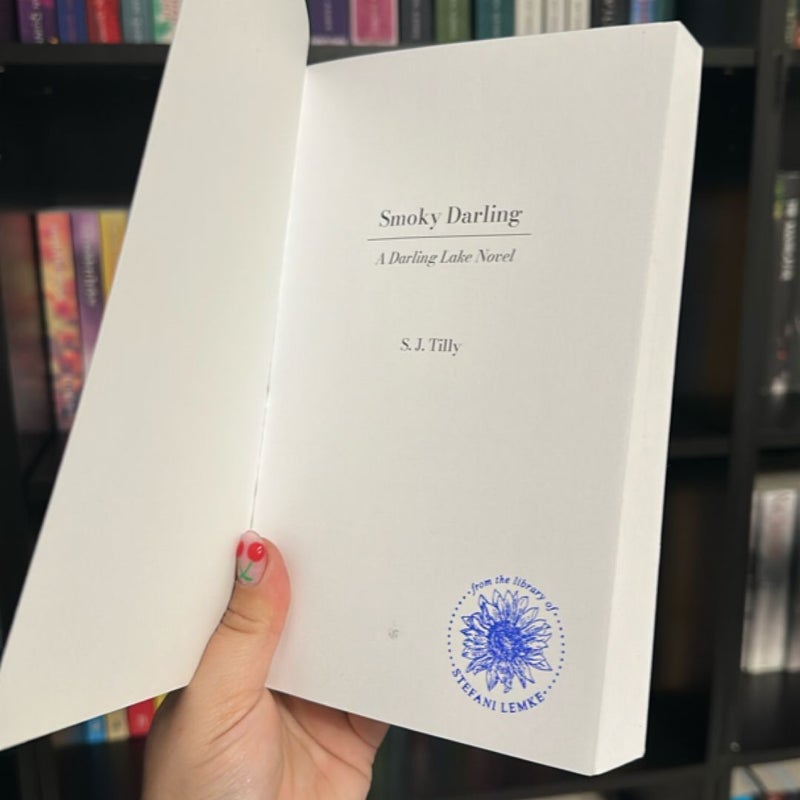 Smoky Darling
A Darling Lake Novel
S. J. Tilly
from the library of
STEFANI LEMKE